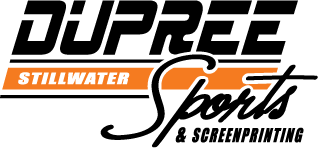 DUPREE
STILLWATER
Sports
& SCREENPRINTING